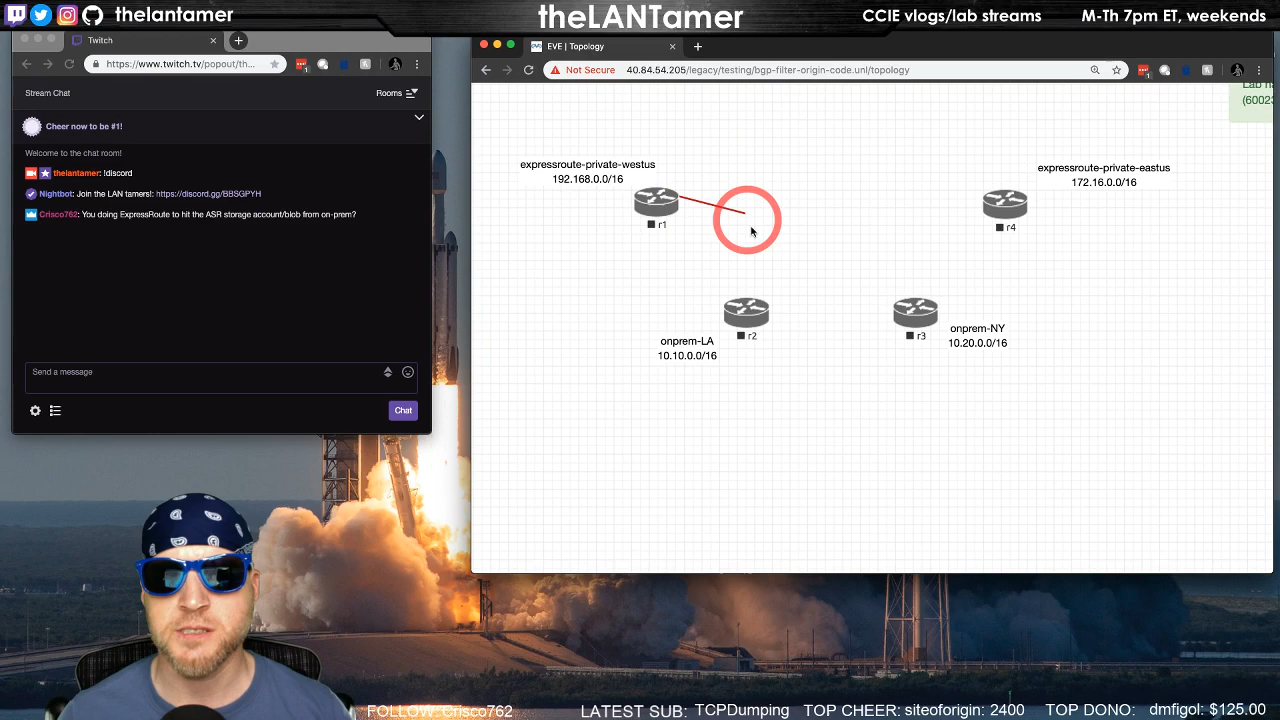 thelantamer
theLANTamer
CCIE vlogs/lab streams
M-Th 7pm ET, weekends
Twitch
https://www.twitch.tv/popout/th...
Stream Chat
Rooms
Cheer now to be #1!
Welcome to the chat room!
thelantamer: !discord
Nightbot: Join the LAN tamers!: https://discord.gg/BBSGPYH
Crisco762: You doing ExpressRoute to hit the ASR storage account/blob from on-prem?
Send a message
Chat
EVE | Topology
Not Secure
40.84.54.205/legacy/testing/bgp-filter-origin-code.unl/topology
Lab na
(60023
expressroute-private-westus
192.168.0.0/16
r1
expressroute-private-eastus
172.16.0.0/16
r4
r2
onprem-LA
10.10.0.0/16
r3
onprem-NY
10.20.0.0/16
FOLLOW: Crisco762
LATEST SUB: TCPDumping
TOP CHEER: siteoforigin: 2400
TOP DONO: dmfigol: $125.00